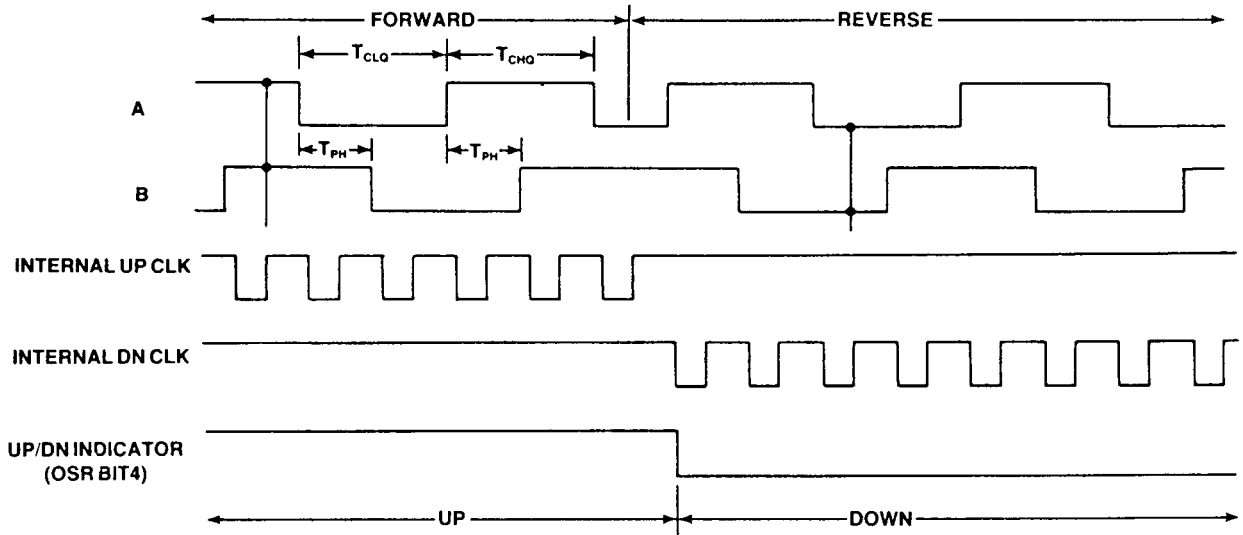 FORWARD REVERSE
TCLQ TCHQ
A
TPH TPH
B
INTERNAL UP CLK
INTERNAL DN CLK
UP/DN INDICATOR
(OSR BIT4)
UP DOWN